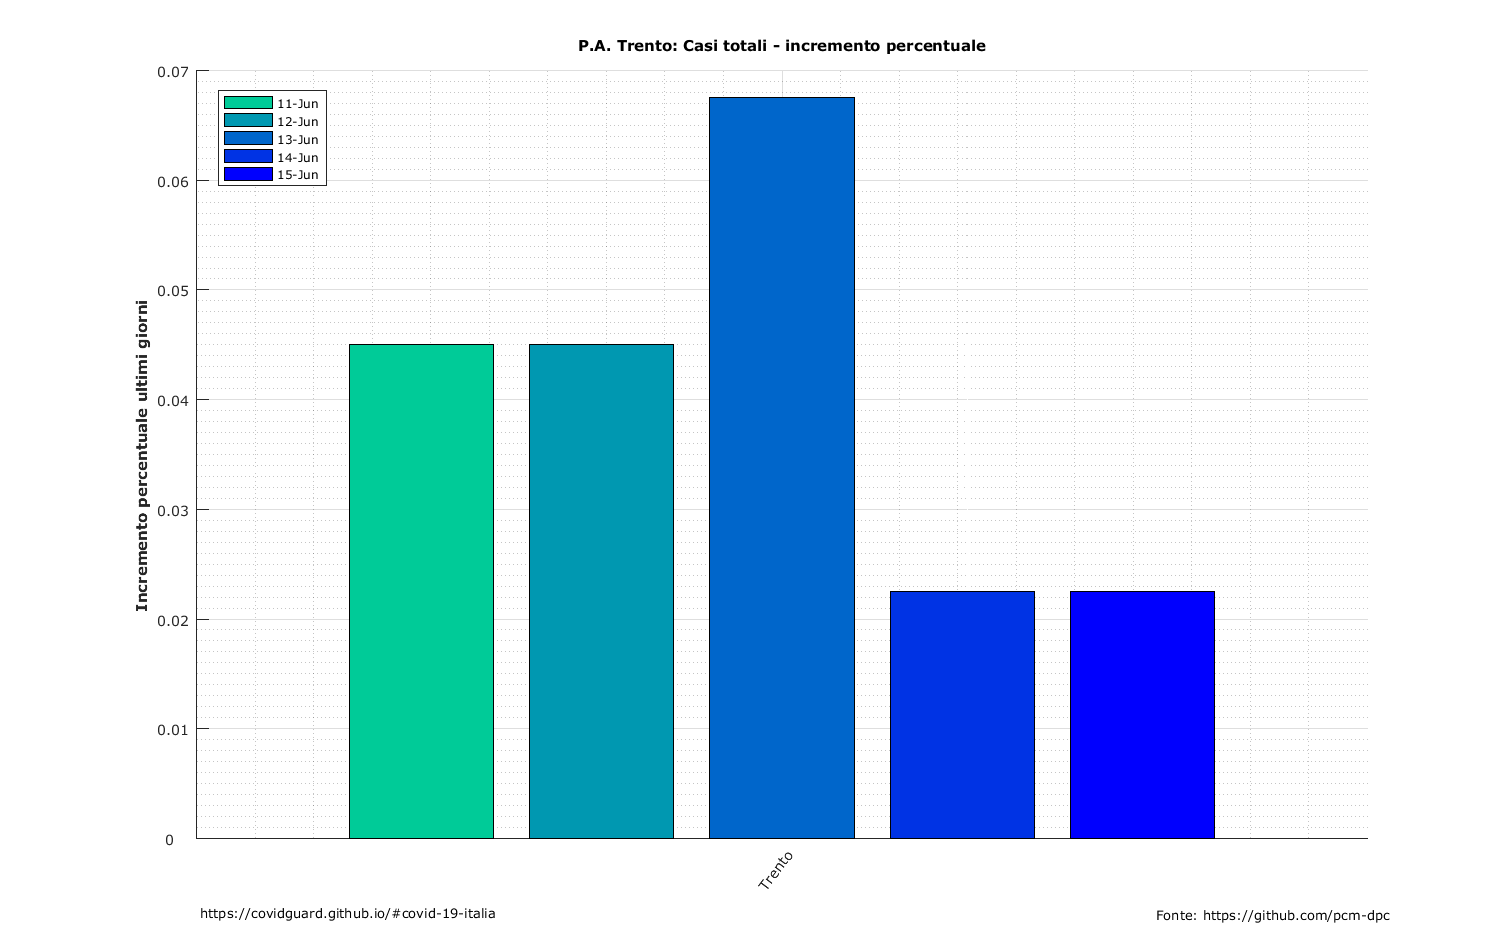 P.A. Trento: Casi totali - incremento percentuale
0.07
0.06
0.05
0.04
0.03
0.02
0.01
0
Incremento percentuale ultimi giorni
11-Jun
12-Jun
13-Jun
14-Jun
15-Jun
Trento
https://covidguard.github.io/#covid-19-italia
Fonte: https://github.com/pcm-dpc